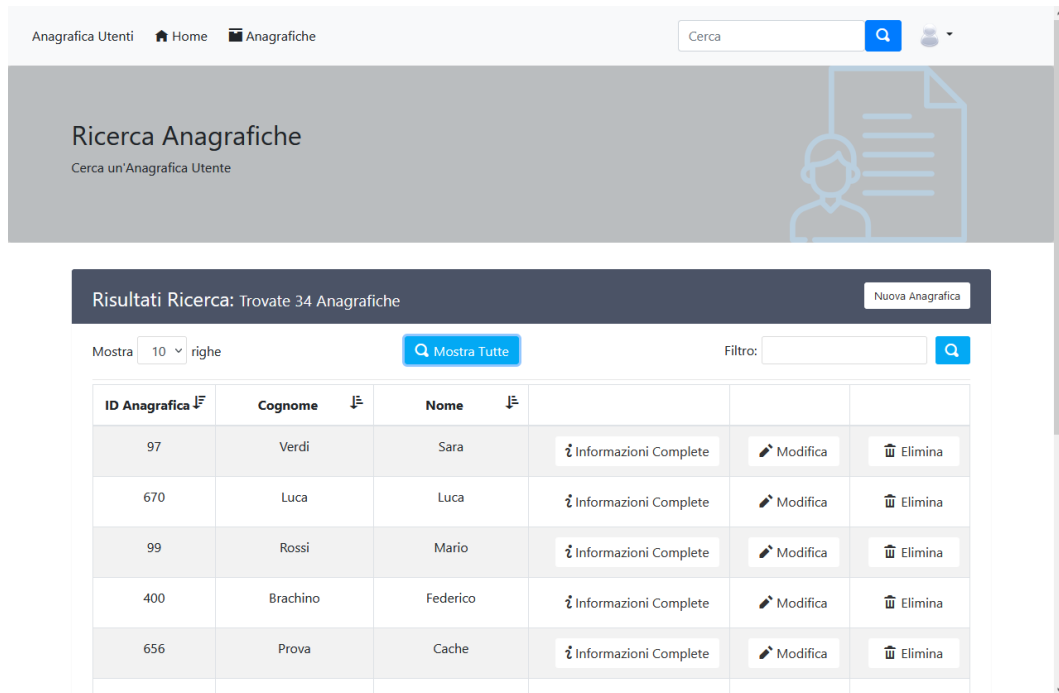 Anagrafica Utenti Home Anagrafiche Cerca
Ricerca Anagrafiche
Cerca un'Anagrafica Utente
Risultati Ricerca: Trovate 34 Anagrafiche Nuova Anagrafica
Mostra 10 righe Mostra Tutte Filtro:
ID Anagrafica Cognome Nome
97 Verdi Sara Informazioni Complete Modifica Elimina
670 Luca Luca Informazioni Complete Modifica Elimina
99 Rossi Mario Informazioni Complete Modifica Elimina
400 Brachino Federico Informazioni Complete Modifica Elimina
656 Prova Cache Informazioni Complete Modifica Elimina